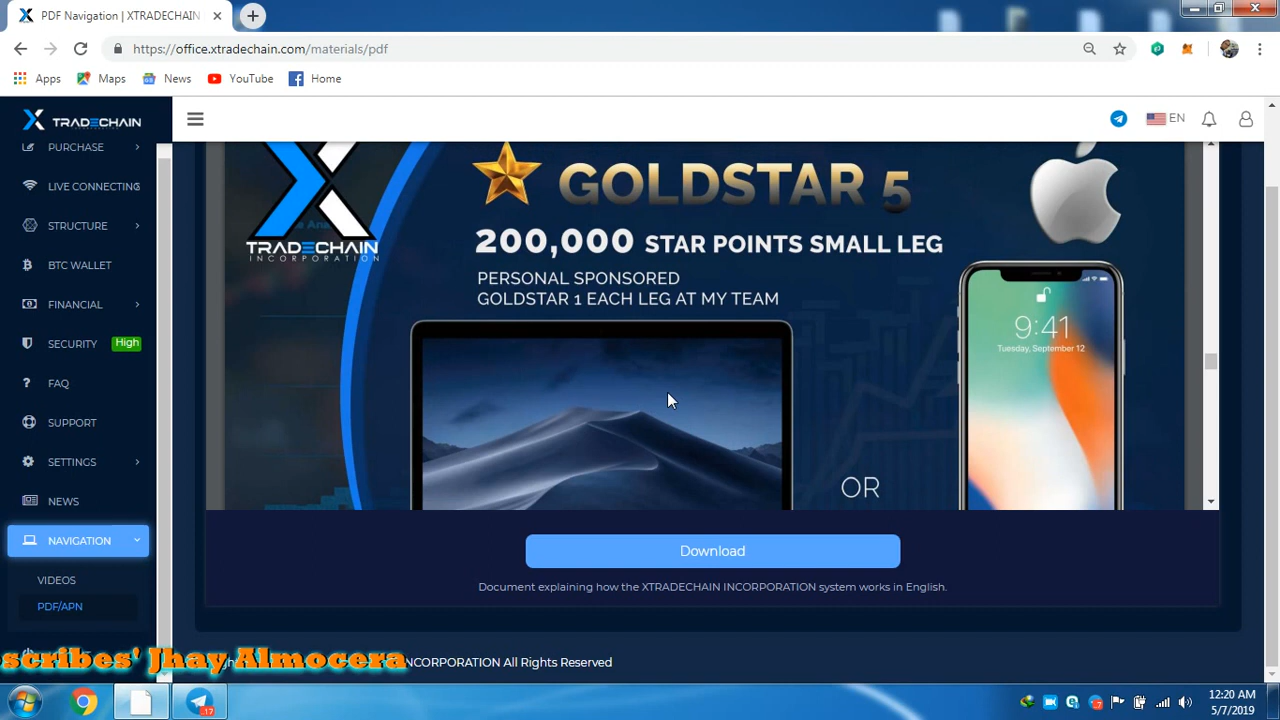 PDF Navigation | XTRADECHAIN
https://office.xtradechain.com/materials/pdf
Apps Maps News YouTube Home
TRADECHAIN
EN
PURCHASE
LIVE CONNECTING
STRUCTURE
BTC WALLET
FINANCIAL
SECURITY High
FAQ
SUPPORT
SETTINGS
NEWS
NAVIGATION
VIDEOS
PDF/APN
TRADECHAIN
INCORPORATION
GOLDSTAR 5
200,000 STAR POINTS SMALL LEG
PERSONAL SPONSORED
GOLDSTAR 1 EACH LEG AT MY TEAM
9:41
Tuesday, September 12
OR
Download
Document explaining how the XTRADECHAIN INCORPORATION system works in English.
scribes' Jhay Almocera
INCORPORATION All Rights Reserved
17
12:20 AM
5/7/2019